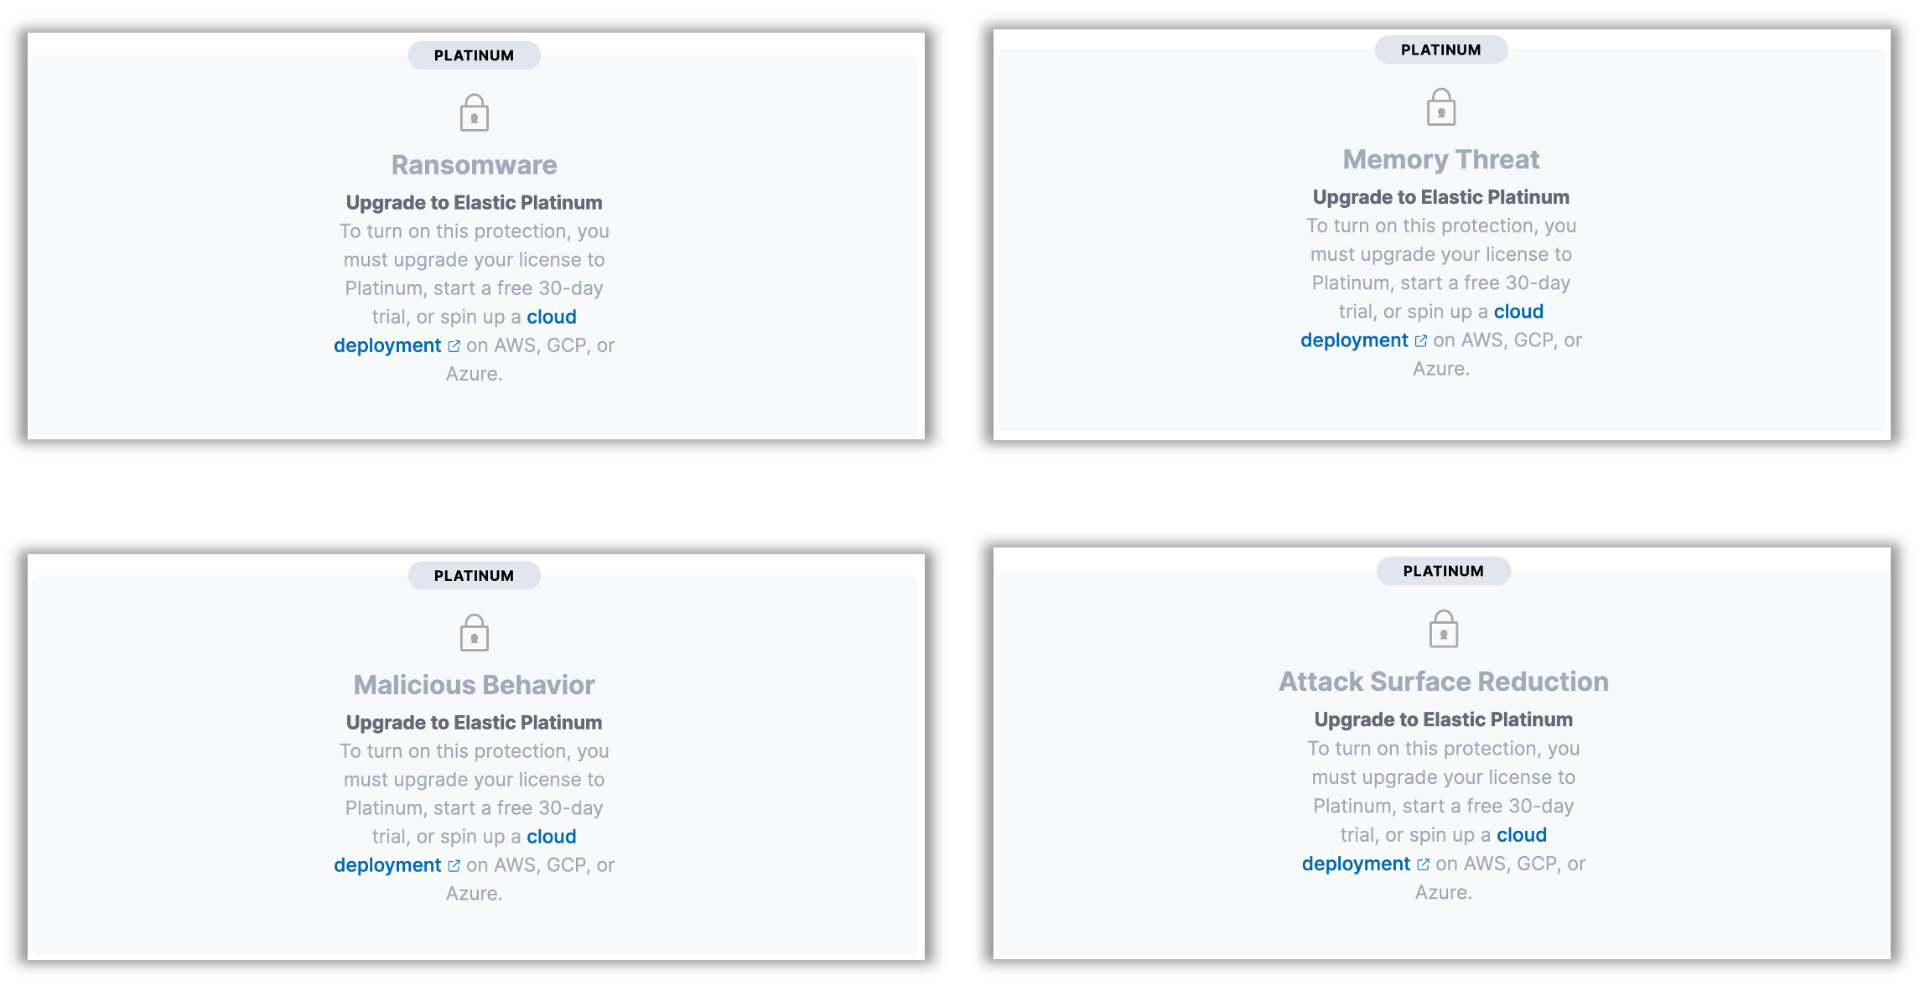 PLATINUM
Ransomware
Upgrade to Elastic Platinum
To turn on this protection, you
must upgrade your license to
Platinum, start a free 30-day
trial, or spin up a cloud
deployment on AWS, GCP, or
Azure.
PLATINUM
Memory Threat
Upgrade to Elastic Platinum
To turn on this protection, you
must upgrade your license to
Platinum, start a free 30-day
trial, or spin up a cloud
deployment on AWS, GCP, or
Azure.
PLATINUM
Malicious Behavior
Upgrade to Elastic Platinum
To turn on this protection, you
must upgrade your license to
Platinum, start a free 30-day
trial, or spin up a cloud
deployment on AWS, GCP, or
Azure.
PLATINUM
Attack Surface Reduction
Upgrade to Elastic Platinum
To turn on this protection, you
must upgrade your license to
Platinum, start a free 30-day
trial, or spin up a cloud
deployment on AWS, GCP, or
Azure.